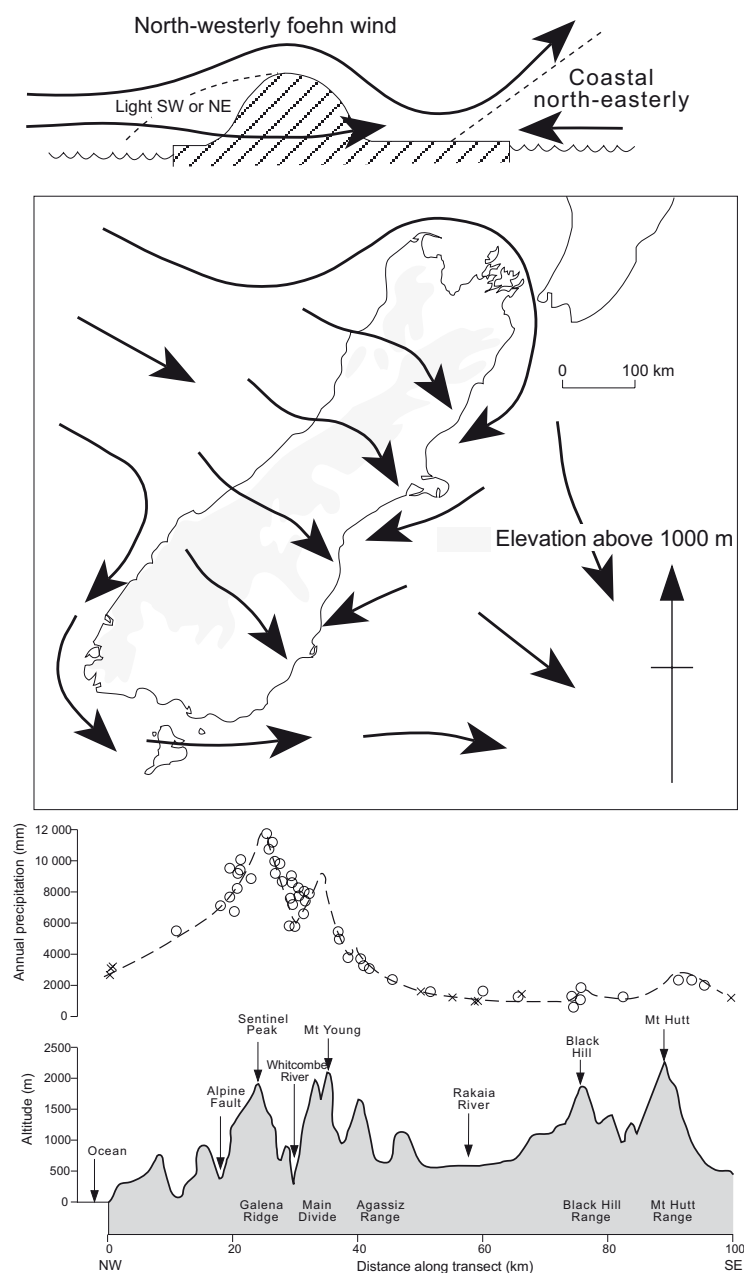 North-westerly foehn wind
Light SW or NE
Coastal
north-easterly
0 100 km
Elevation above 1000 m
Annual precipitation (mm)
12 000
10 000
8000
6000
4000
2000
0
Altitude (m)
2500
2000
1500
1000
500
0
Ocean
Alpine
Fault
Sentinel
Peak
Whitcombe
River
Mt Young
Rakaia
River
Black
Hill
Mt Hutt
Galena
Ridge
Main
Divide
Agassiz
Range
Black Hill
Range
Mt Hutt
Range
0 20 40 60 80 100
NW Distance along transect (km) SE